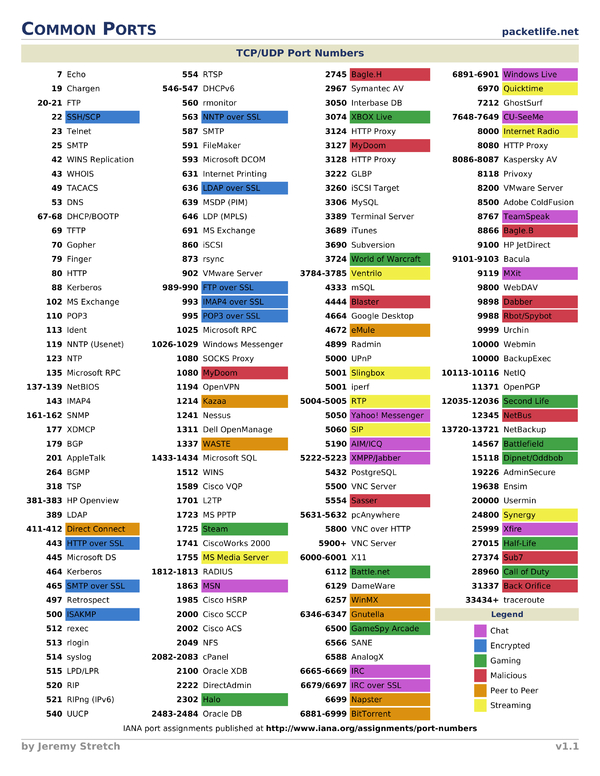 COMMON PORTS
packetlife.net
TCP/UDP Port Numbers
7 Echo
19 Chargen
20-21 FTP
22 SSH/SCP
23 Telnet
25 SMTP
42 WINS Replication
43 WHOIS
49 TACACS
53 DNS
67-68 DHCP/BOOTP
69 TFTP
70 Gopher
79 Finger
80 HTTP
88 Kerberos
102 MS Exchange
110 POP3
113 Ident
119 NNTP (Usenet)
123 NTP
135 Microsoft RPC
137-139 NetBIOS
143 IMAP4
161-162 SNMP
177 XDMCP
179 BGP
201 AppleTalk
264 BGMP
318 TSP
381-383 HP Openview
389 LDAP
411-412 Direct Connect
443 HTTP over SSL
445 Microsoft DS
464 Kerberos
465 SMTP over SSL
497 Retrospect
500 ISAKMP
512 rexec
513 rlogin
514 syslog
515 LPD/LPR
520 RIP
521 RIPng (IPv6)
540 UUCP
554 RTSP
546-547 DHCPv6
560 rmonitor
563 NNTP over SSL
587 SMTP
591 FileMaker
593 Microsoft DCOM
631 Internet Printing
636 LDAP over SSL
639 MSDP (PIM)
646 LDP (MPLS)
691 MS Exchange
860 iSCSI
873 rsync
902 VMware Server
989-990 FTP over SSL
993 IMAP4 over SSL
995 POP3 over SSL
1025 Microsoft RPC
1026-1029 Windows Messenger
1080 SOCKS Proxy
1080 MyDoom
1194 OpenVPN
1214 Kazaa
1241 Nessus
1311 Dell OpenManage
1337 WASTE
1433-1434 Microsoft SQL
1512 WINS
1589 Cisco VQP
1701 L2TP
1723 MS PPTP
1725 Steam
1741 CiscoWorks 2000
1755 MS Media Server
1812-1813 RADIUS
1863 MSN
1985 Cisco HSRP
2000 Cisco SCCP
2002 Cisco ACS
2049 NFS
2082-2083 cPanel
2100 Oracle XDB
2222 DirectAdmin
2302 Halo
2483-2484 Oracle DB
2745 Bagle.H
2967 Symantec AV
3050 Interbase DB
3074 XBOX Live
3124 HTTP Proxy
3127 MyDoom
3128 HTTP Proxy
3222 GLBP
3260 iSCSI Target
3306 MySQL
3389 Terminal Server
3689 iTunes
3690 Subversion
3724 World of Warcraft
3784-3785 Ventrilo
4333 mSQL
4444 Blaster
4664 Google Desktop
4672 eMule
4899 Radmin
5000 UPnP
5001 Slingbox
5001 iperf
5004-5005 RTP
5050 Yahoo! Messenger
5060 SIP
5190 AIM/ICQ
5222-5223 XMPP/Jabber
5432 PostgreSQL
5500 VNC Server
5554 Sasser
5631-5632 pcAnywhere
5800 VNC over HTTP
5900+ VNC Server
6000-6001 X11
6112 Battle.net
6129 DameWare
6257 WinMX
6346-6347 Gnutella
6500 GameSpy Arcade
6566 SANE
6588 AnalogX
6665-6669 IRC
6679/6697 IRC over SSL
6699 Napster
6881-6999 BitTorrent
6891-6901 Windows Live
6970 Quicktime
7212 GhostSurf
7648-7649 CU-SeeMe
8000 Internet Radio
8080 HTTP Proxy
8086-8087 Kaspersky AV
8118 Privoxy
8200 VMware Server
8500 Adobe ColdFusion
8767 TeamSpeak
8866 Bagle.B
9100 HP JetDirect
9101-9103 Bacula
9119 MXit
9800 WebDAV
9898 Dabber
9988 Rbot/Spybot
9999 Urchin
10000 Webmin
10000 BackupExec
10113-10116 NetIQ
11371 OpenPGP
12035-12036 Second Life
12345 NetBus
13720-13721 NetBackup
14567 Battlefield
15118 Dipnet/Oddbob
19226 AdminSecure
19638 Ensim
20000 Usermin
24800 Synergy
25999 Xfire
27015 Half-Life
27374 Sub7
28960 Call of Duty
31337 Back Orifice
33434+ traceroute
Legend
Chat
Encrypted
Gaming
Malicious
Peer to Peer
Streaming
IANA port assignments published at http://www.iana.org/assignments/port-numbers
by Jeremy Stretch
v1.1